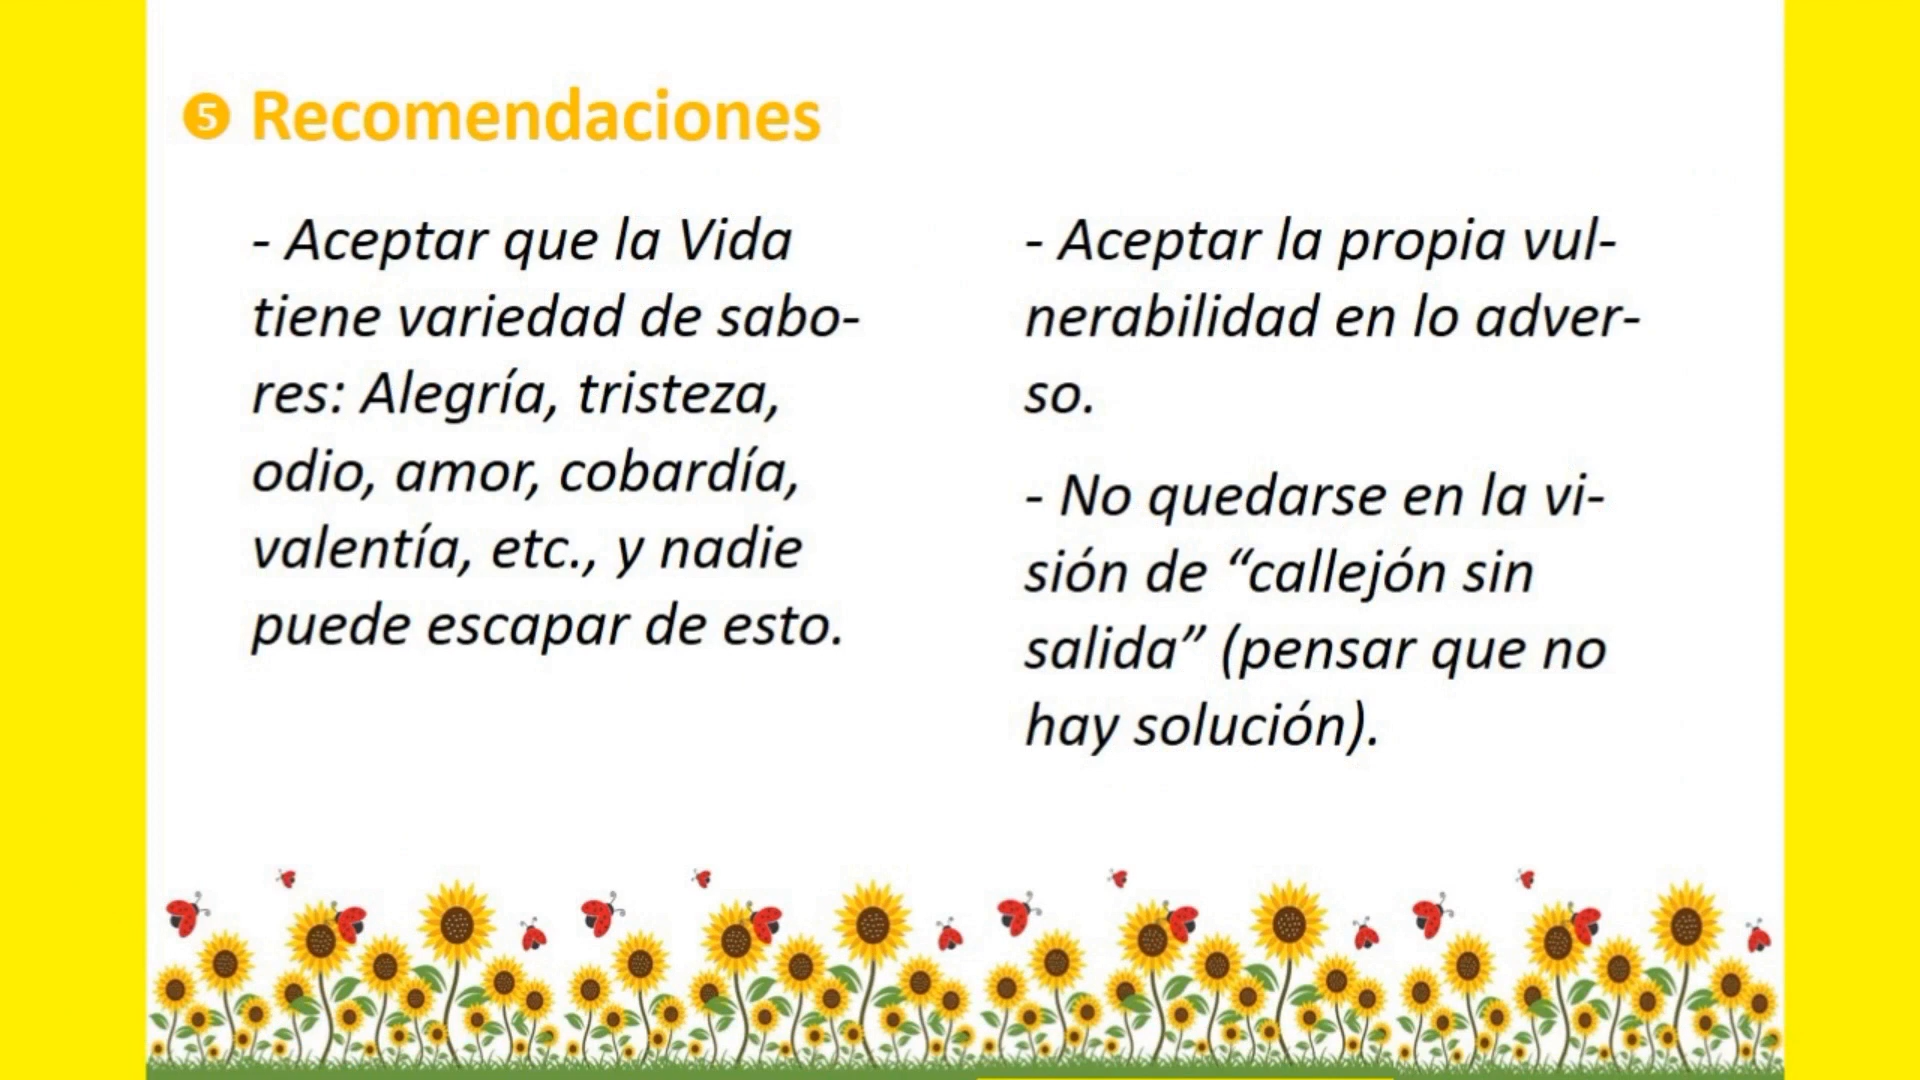 ❺ Recomendaciones
- Aceptar que la Vida
tiene variedad de sabo-
res: Alegría, tristeza,
odio, amor, cobardía,
valentía, etc., y nadie
puede escapar de esto.
- Aceptar la propia vul-
nerabilidad en lo adver-
so.
- No quedarse en la vi-
sión de “callejón sin
salida” (pensar que no
hay solución).